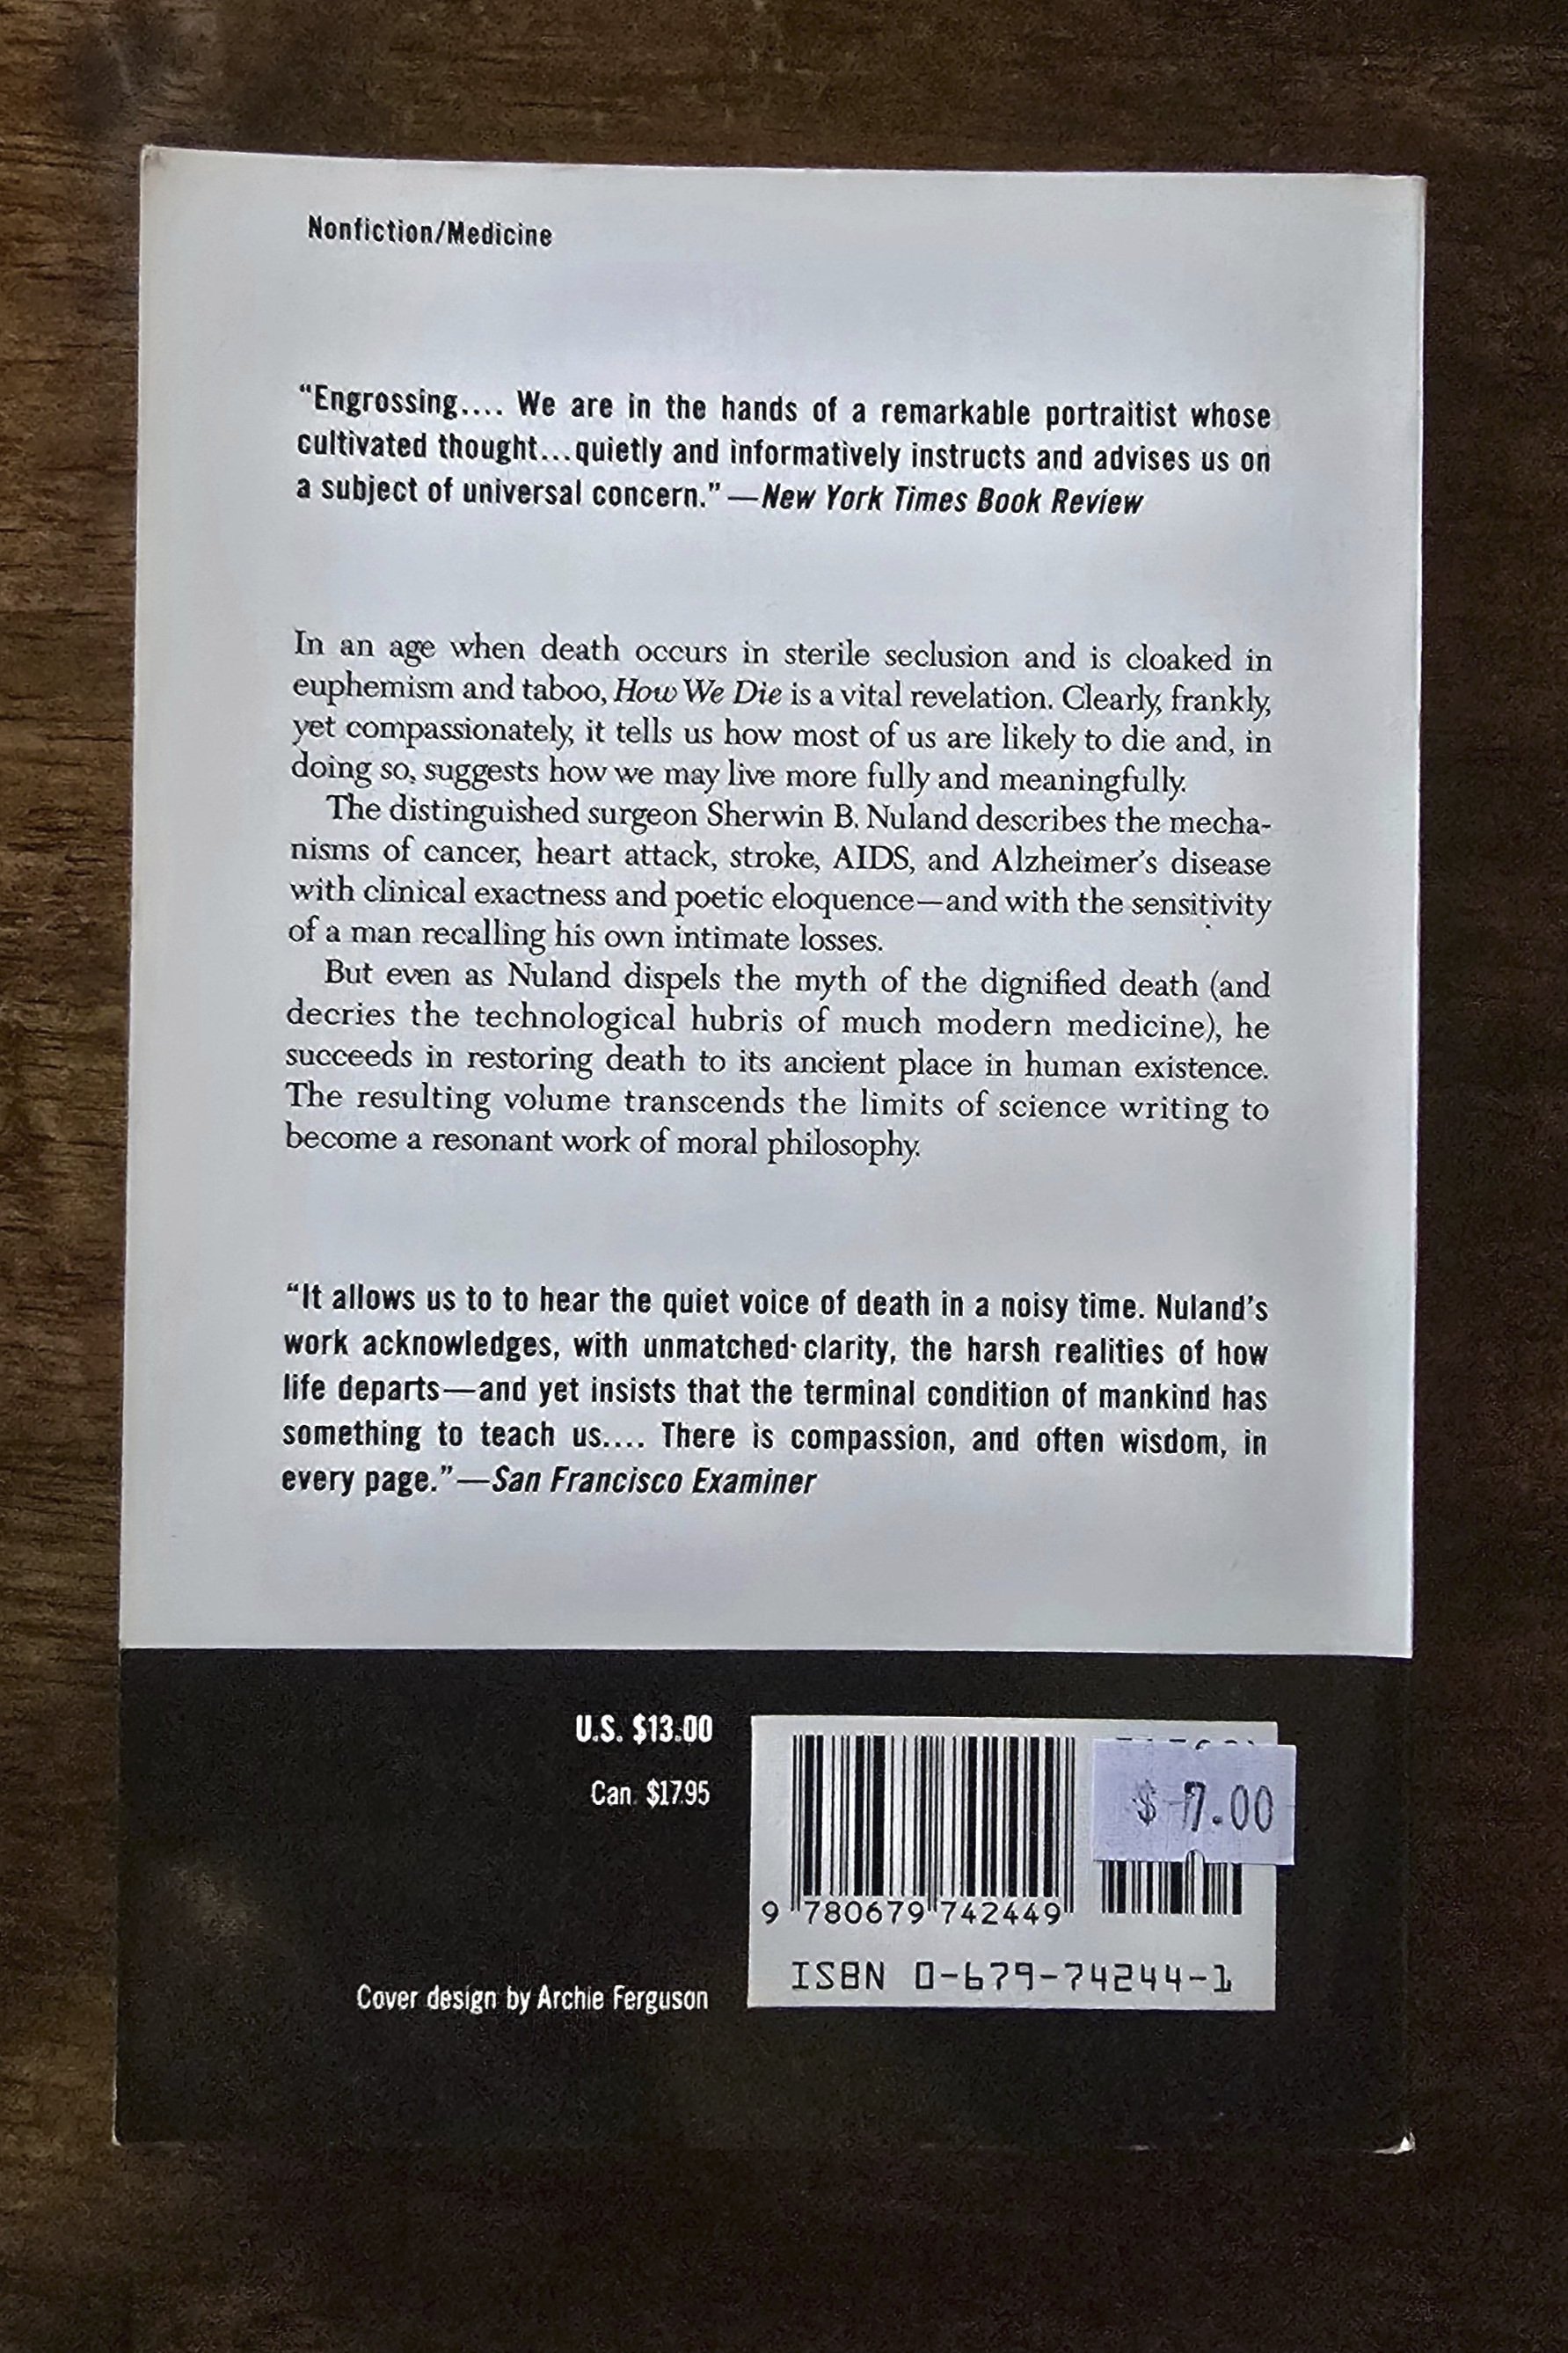 Nonfiction/Medicine
“Engrossing.... We are in the hands of a remarkable portraitist whose
cultivated thought...quietly and informatively instructs and advises us on
a subject of universal concern.” —New York Times Book Review
In an age when death occurs in sterile seclusion and is cloaked in
euphemism and taboo, How We Die is a vital revelation. Clearly, frankly,
yet compassionately, it tells us how most of us are likely to die and, in
doing so, suggests how we may live more fully and meaningfully.
The distinguished surgeon Sherwin B. Nuland describes the mecha-
nisms of cancer, heart attack, stroke, AIDS, and Alzheimer’s disease
with clinical exactness and poetic eloquence—and with the sensitivity
of a man recalling his own intimate losses.
But even as Nuland dispels the myth of the dignified death (and
decries the technological hubris of much modern medicine), he
succeeds in restoring death to its ancient place in human existence.
The resulting volume transcends the limits of science writing to
become a resonant work of moral philosophy.
“It allows us to to hear the quiet voice of death in a noisy time. Nuland’s
work acknowledges, with unmatched clarity, the harsh realities of how
life departs—and yet insists that the terminal condition of mankind has
something to teach us.... There is compassion, and often wisdom, in
every page.”—San Francisco Examiner
U.S. $13.00
Can. $17.95
$ 7.00
9 780679 742449
ISBN 0-679-74244-1
Cover design by Archie Ferguson